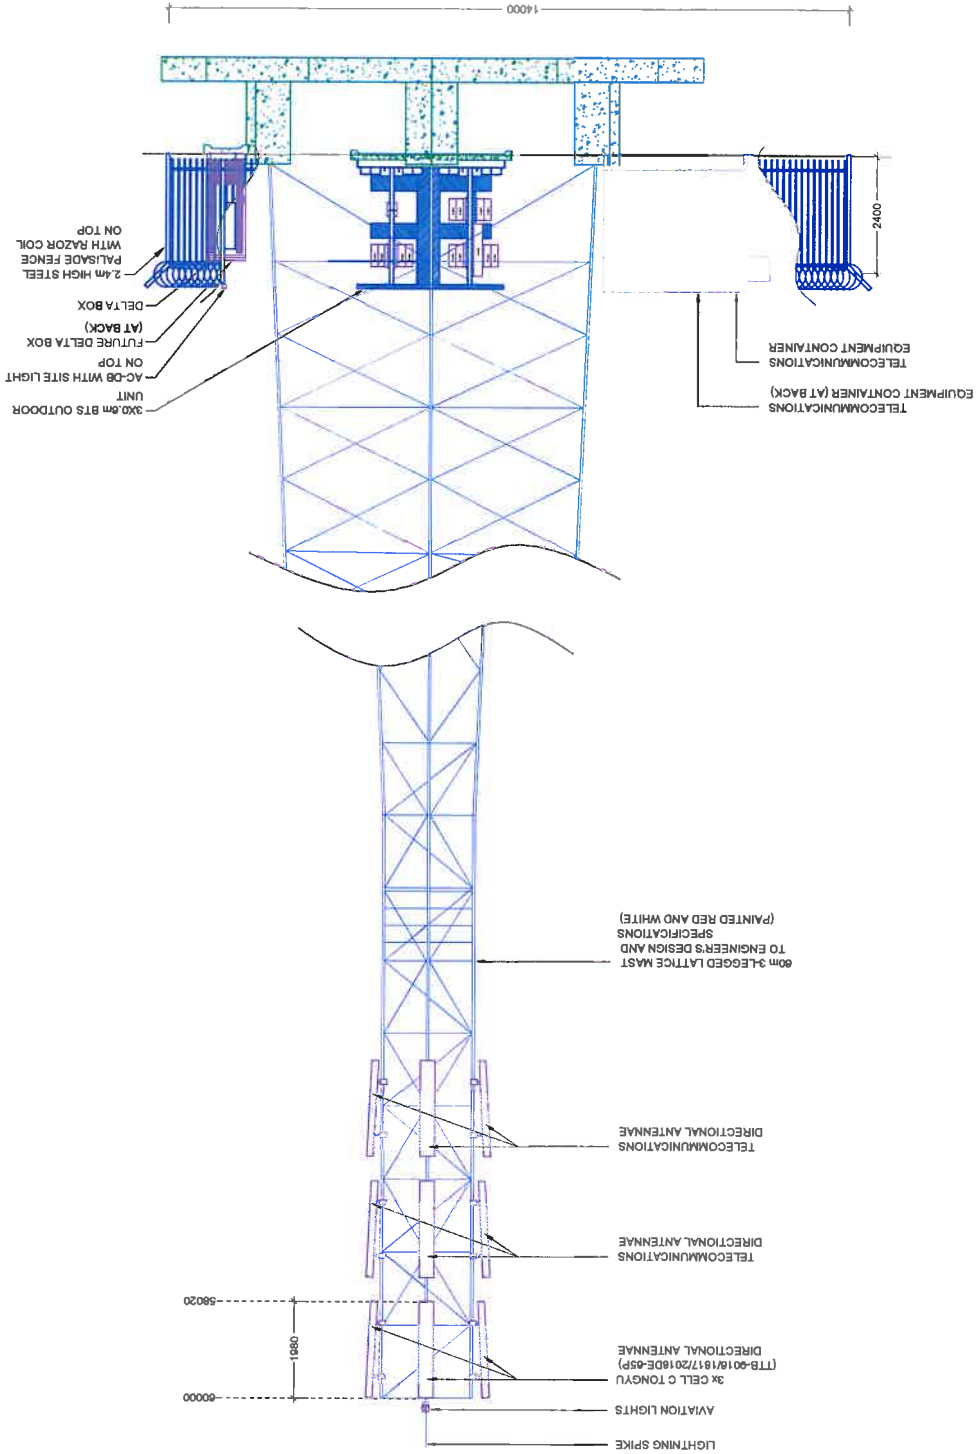 LIGHTNING SPIKE
AVIATION LIGHTS
3x CELL C TONGYU
(TTB-9018/1817/2018DE-65P)
DIRECTIONAL ANTENNAE
60000
1980
58020
TELECOMMUNICATIONS
DIRECTIONAL ANTENNAE
TELECOMMUNICATIONS
DIRECTIONAL ANTENNAE
60m 3-LEGGED LATTICE MAST
TO ENGINEER'S DESIGN AND
SPECIFICATIONS
(PAINTED RED AND WHITE)
3X0.6m BTS OUTDOOR
UNIT
AC-DB WITH SITE LIGHT
ON TOP
FUTURE DELTA BOX
(AT BACK)
DELTA BOX
2.4m HIGH STEEL
PALISADE FENCE
WITH RAZOR COIL
ON TOP
TELECOMMUNICATIONS
EQUIPMENT CONTAINER (AT BACK)
TELECOMMUNICATIONS
EQUIPMENT CONTAINER
2400
14000